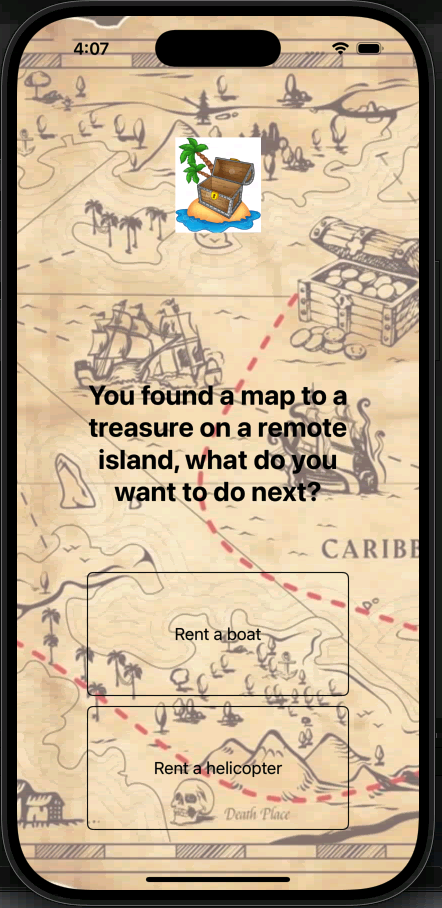 4:07
You found a map to a
treasure on a remote
island, what do you
want to do next?
CARIBB
Rent a boat
Rent a helicopter
Death Place